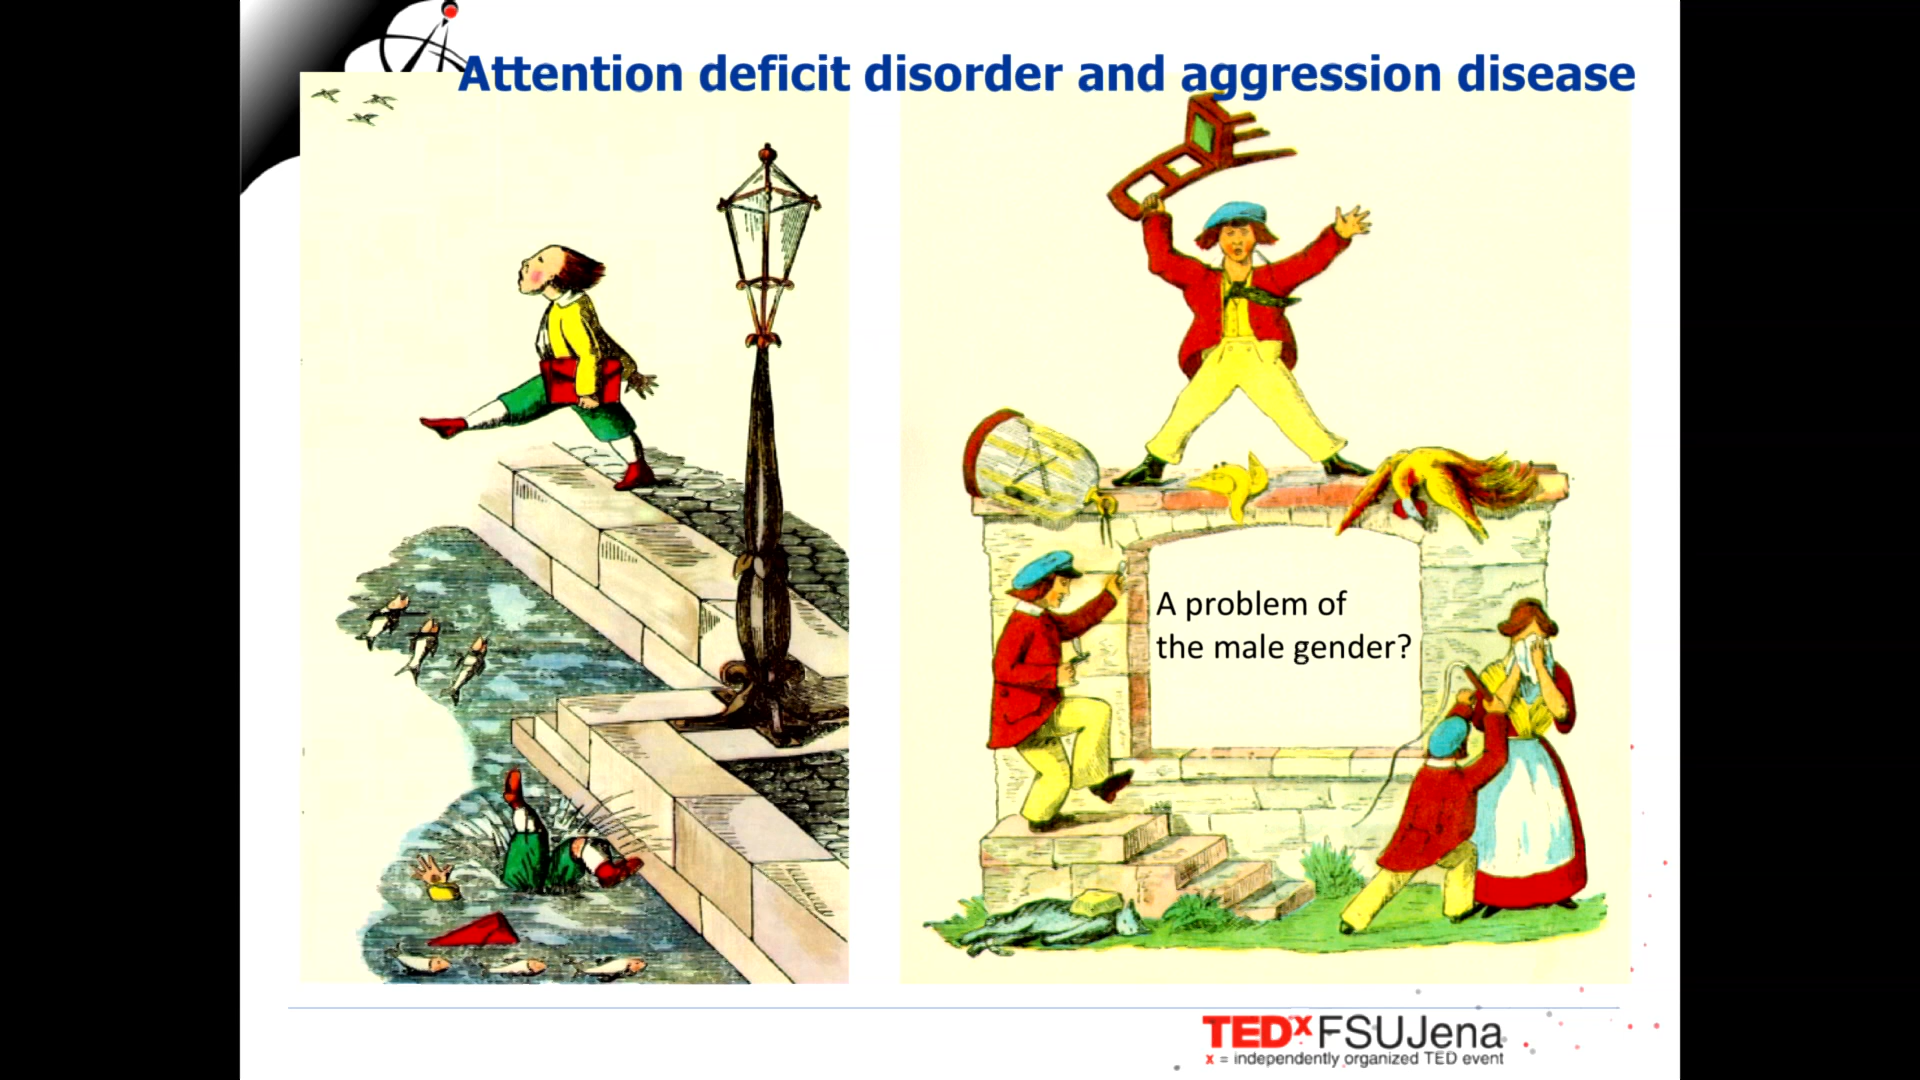 Attention deficit disorder and aggression disease
A problem of
the male gender?
TEDxFSUJena
x = independently organized TED event